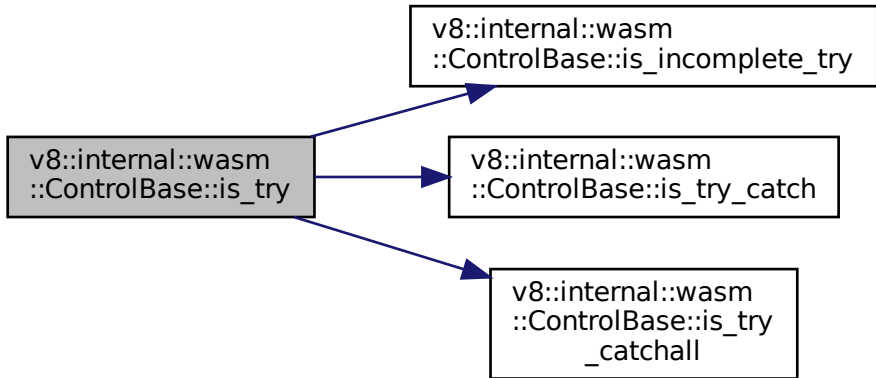 v8::internal::wasm
::ControlBase::is_try
v8::internal::wasm
::ControlBase::is_incomplete_try
v8::internal::wasm
::ControlBase::is_try_catch
v8::internal::wasm
::ControlBase::is_try
_catchall